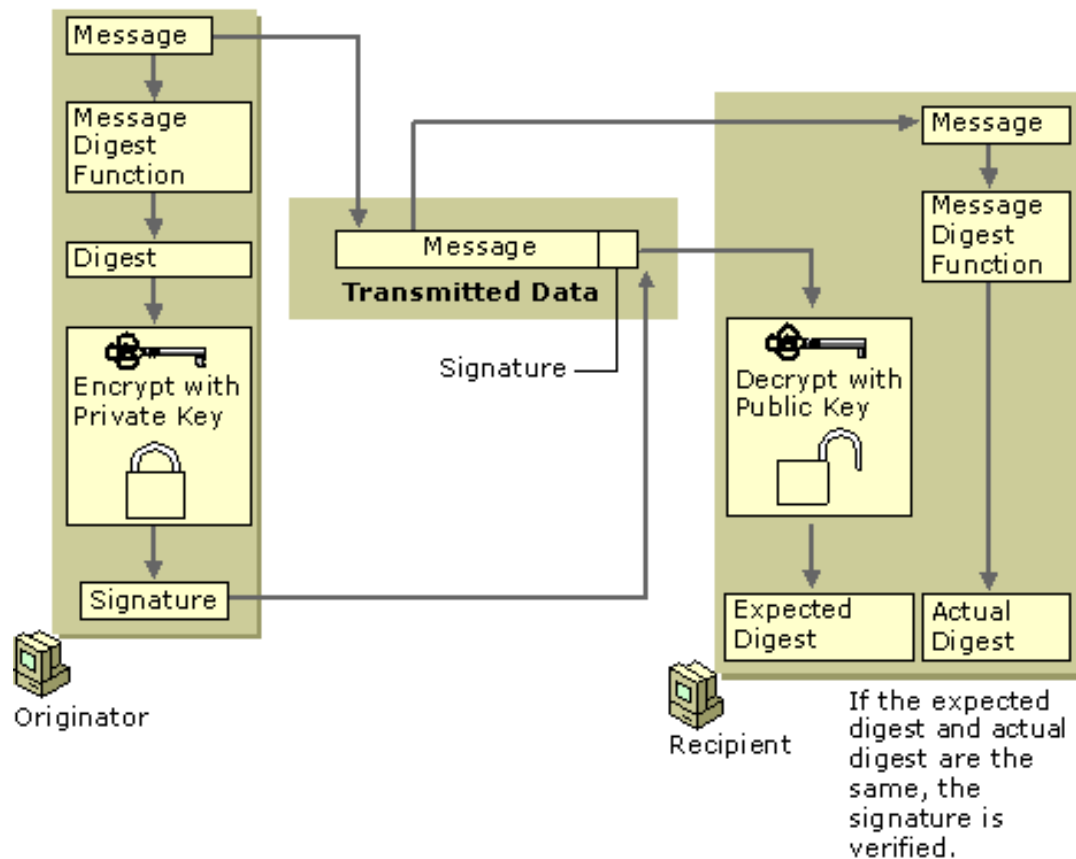 Message
Message
Digest
Function
Digest
Encrypt with
Private Key
Signature
Originator
Message
Transmitted Data
Signature
Message
Message
Digest
Function
Decrypt with
Public Key
Expected
Digest
Actual
Digest
Recipient
If the expected
digest and actual
digest are the
same, the
signature is
verified.